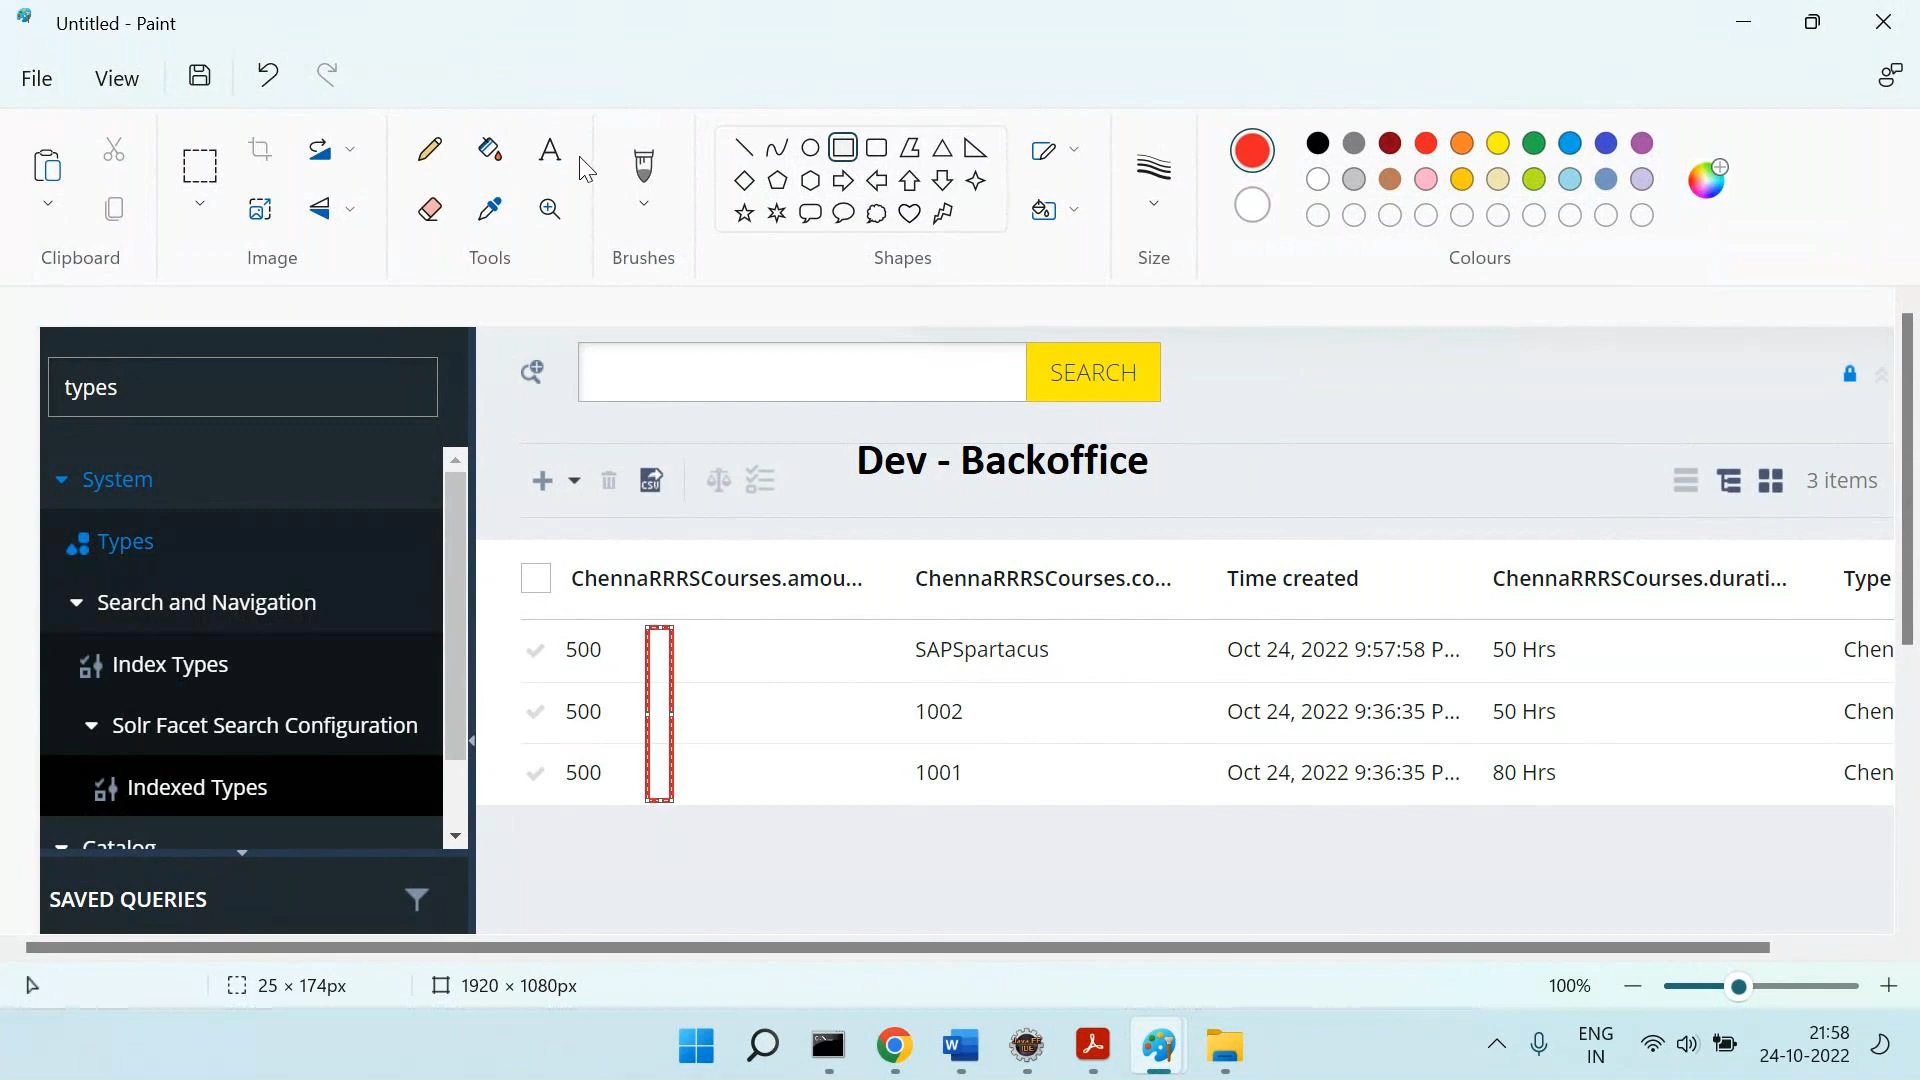 Untitled - Paint
File View
Clipboard Image Tools Brushes Shapes Size Colours
types
SEARCH
Dev - Backoffice
System
3 items
Types
ChennaRRRSCourses.amou... ChennaRRRSCourses.co... Time created ChennaRRRSCourses.durati... Type
Search and Navigation
500 SAPSpartacus Oct 24, 2022 9:57:58 P... 50 Hrs Chen
Index Types
500 1002 Oct 24, 2022 9:36:35 P... 50 Hrs Chen
Solr Facet Search Configuration
500 1001 Oct 24, 2022 9:36:35 P... 80 Hrs Chen
Indexed Types
Catalog
SAVED QUERIES
25 × 174px 1920 × 1080px 100%
ENG
IN
21:58
24-10-2022